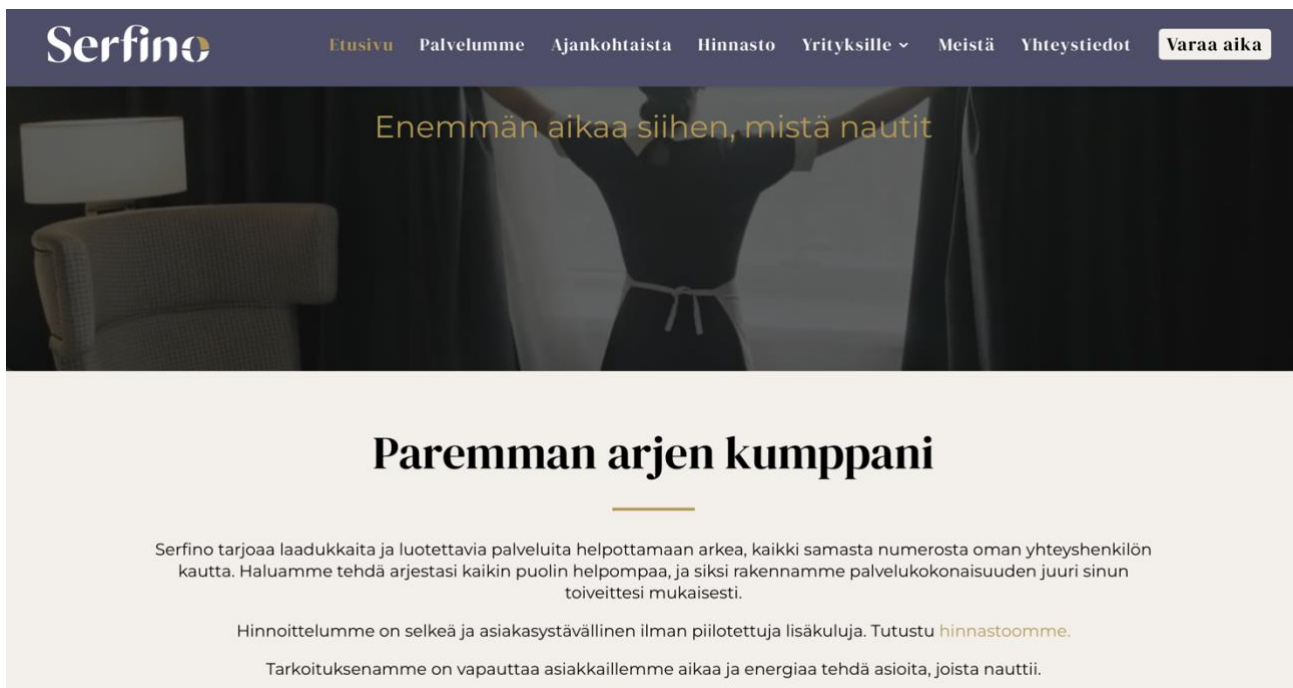 Serfino
Etusivu Palvelumme Ajankohtaista Hinnasto Yrityksille Meistä Yhteystiedot Varaa aika
Enemmän aikaa siihen, mistä nautit
Paremman arjen kumppani
Serfino tarjoaa laadukkaita ja luotettavia palveluita helpottamaan arkea, kaikki samasta numerosta oman yhteyshenkilön
kautta. Haluamme tehdä arjestasi kaikin puolin helpompaa, ja siksi rakennamme palvelukokonaisuuden juuri sinun
toiveittesi mukaisesti.
Hinnoittelumme on selkeä ja asiakasystävällinen ilman piilotettuja lisäkuluja. Tutustu hinnastoomme.
Tarkoituksenamme on vapauttaa asiakkaillemme aikaa ja energiaa tehdä asioita, joista nauttii.